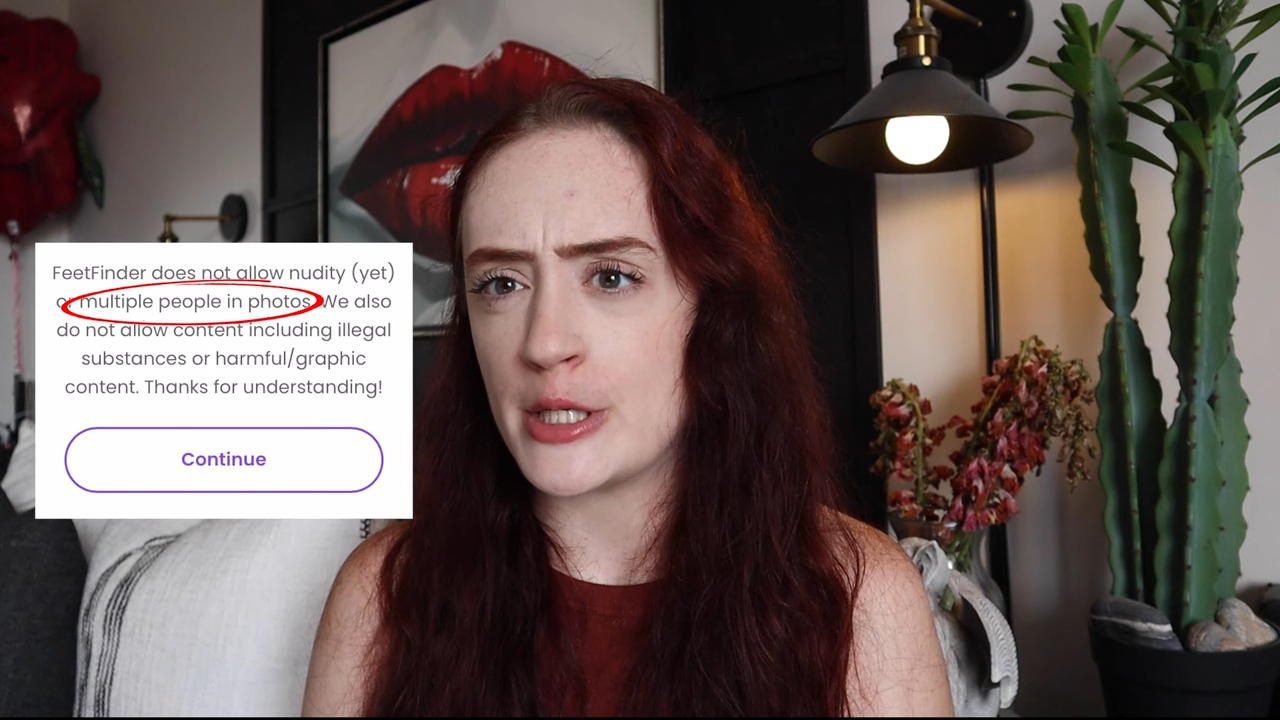 FeetFinder does not allow nudity (yet)
or multiple people in photos. We also
do not allow content including illegal
substances or harmful/graphic
content. Thanks for understanding!
Continue